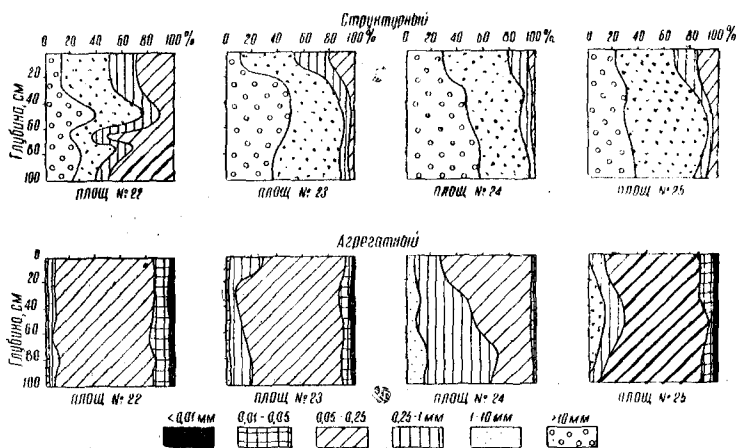 Структурный
0 20 40 60 80 100% 0 20 40 60 80 100% 0 20 40 60 80 100% 0 20 40 60 80 100%
Глубина, см
20
40
60
80
100
площ №22 площ №23 площ №24 площ №25
Агрегатный
Глубина, см
0
20
40
60
80
100
площ №22 площ №23 площ №24 площ №25
<0,01 мм 0,01-0,05 0,05-0,25 0,25-1 мм 1-10 мм >10 мм